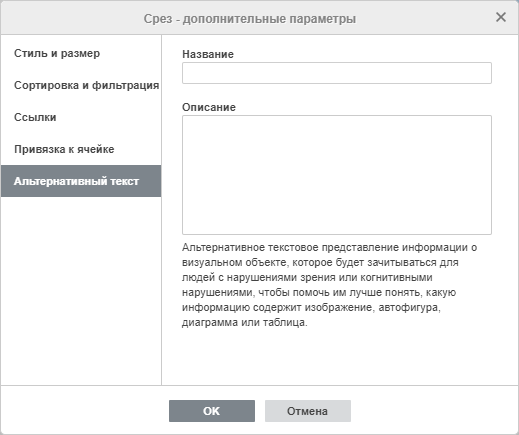 Срез - дополнительные параметры
Стиль и размер
Сортировка и фильтрация
Ссылки
Привязка к ячейке
Альтернативный текст
Название
Описание
Альтернативное текстовое представление информации о
визуальном объекте, которое будет зачитываться для
людей с нарушениями зрения или когнитивными
нарушениями, чтобы помочь им лучше понять, какую
информацию содержит изображение, автофигура,
диаграмма или таблица.
OK
Отмена